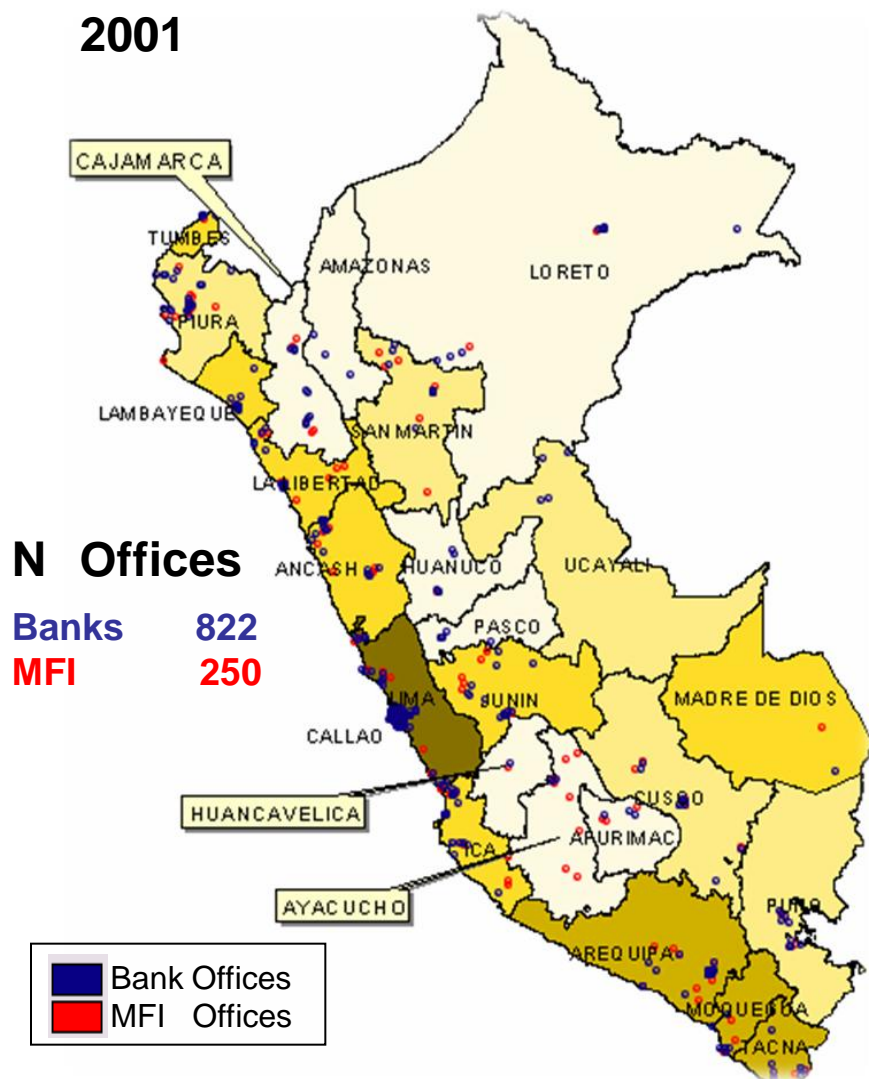 2001
CAJAMARCA
TUMBES
AMAZONAS
LORETO
PIURA
LAMBAYEQUE
SAN MARTIN
LA LIBERTAD
N Offices
ANCASH
HUANUCO
UCAYALI
Banks 822
PASCO
MFI 250
LIMA
JUNIN
MADRE DE DIOS
CALLAO
HUANCAVELICA
CUSCO
APURIMAC
ICA
AYACUCHO
PUNO
AREQUIPA
Bank Offices
MFI Offices
MOQUEGUA
TACNA